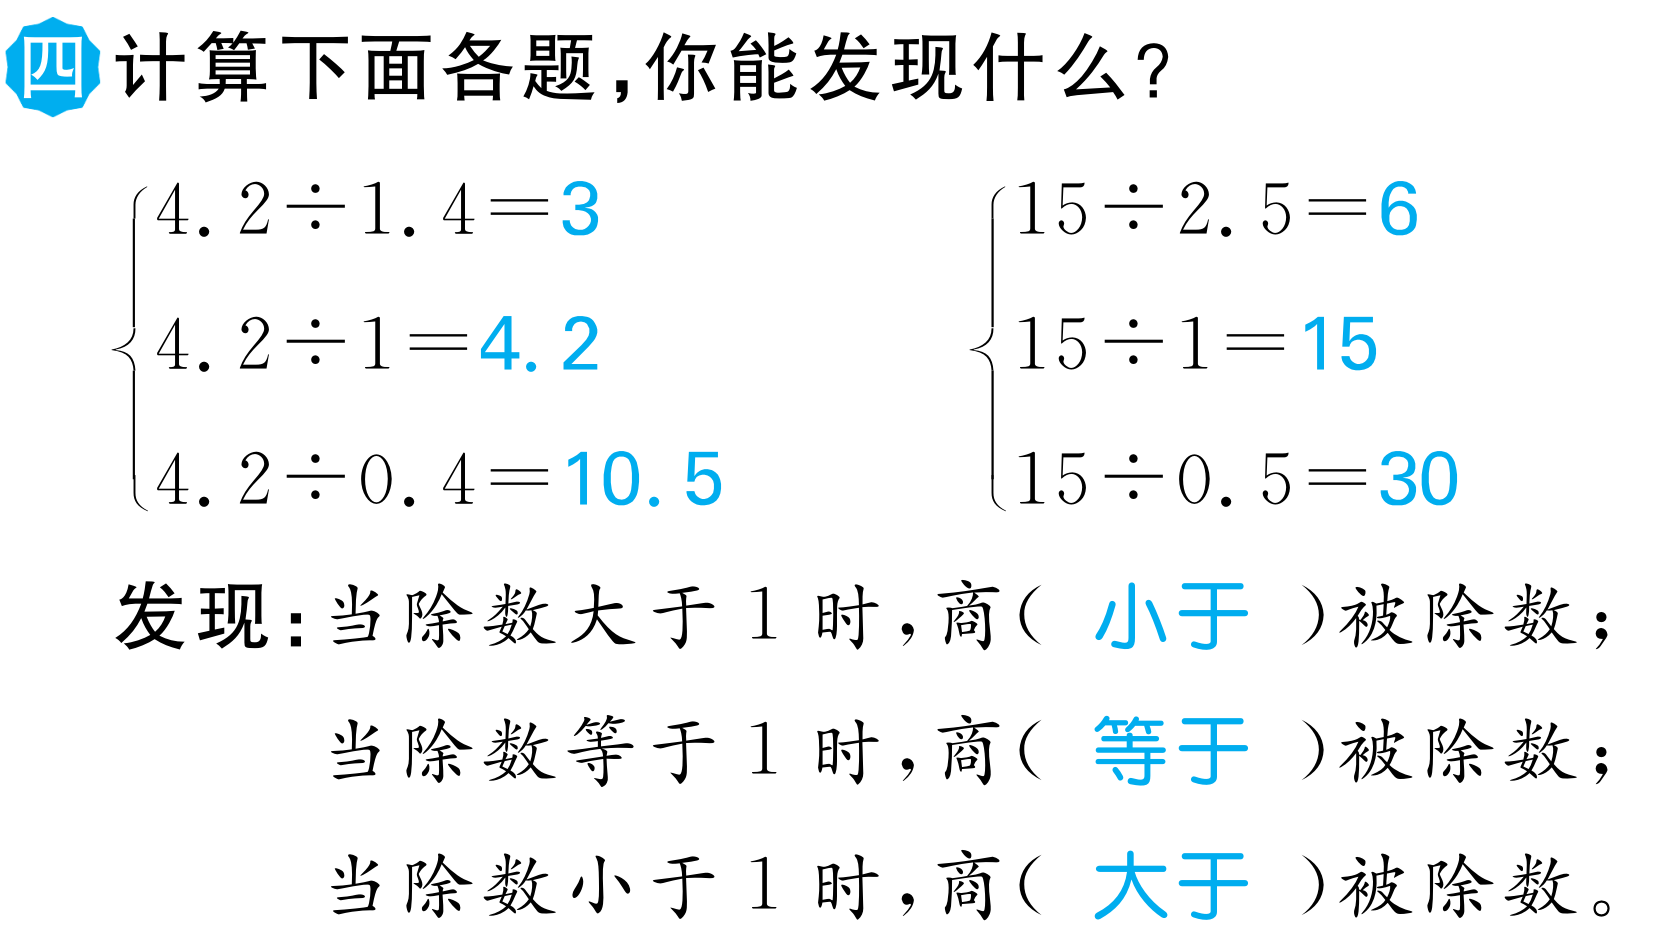 四 计算下面各题,你能发现什么?
4.2÷1.4=3 15÷2.5=6
4.2÷1=4.2 15÷1=15
4.2÷0.4=10.5 15÷0.5=30
发现:当除数大于1时,商( 小于 )被除数;
当除数等于1时,商( 等于 )被除数;
当除数小于1时,商( 大于 )被除数。